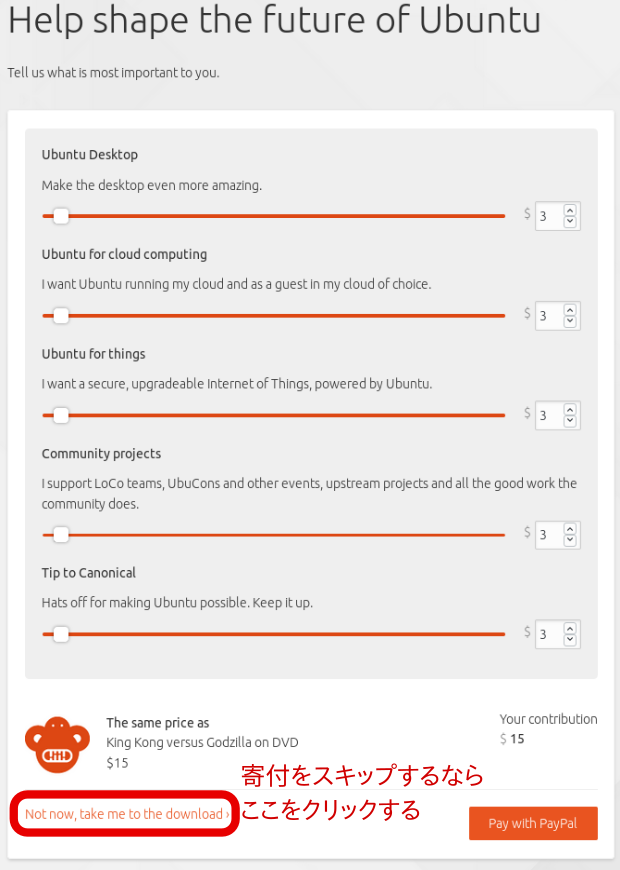 Help shape the future of Ubuntu
Tell us what is most important to you.
Ubuntu Desktop
Make the desktop even more amazing.
$ 3
Ubuntu for cloud computing
I want Ubuntu running my cloud and as a guest in my cloud of choice.
$ 3
Ubuntu for things
I want a secure, upgradeable Internet of Things, powered by Ubuntu.
$ 3
Community projects
I support LoCo teams, UbuCons and other events, upstream projects and all the good work the
community does.
$ 3
Tip to Canonical
Hats off for making Ubuntu possible. Keep it up.
$ 3
The same price as
King Kong versus Godzilla on DVD
$15
Your contribution
$ 15
寄付をスキップするなら
ここをクリックする
Not now, take me to the download ›
Pay with PayPal